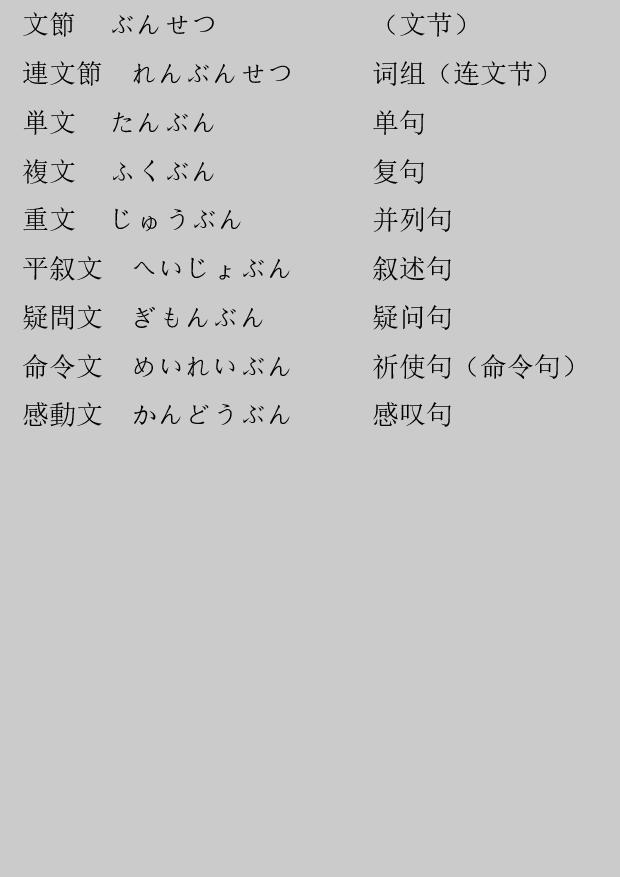 文節 ぶんせつ （文节）
連文節 れんぶんせつ 词组（连文节）
単文 たんぶん 单句
複文 ふくぶん 复句
重文 じゅうぶん 并列句
平叙文 へいじょぶん 叙述句
疑問文 ぎもんぶん 疑问句
命令文 めいれいぶん 祈使句（命令句）
感動文 かんどうぶん 感叹句